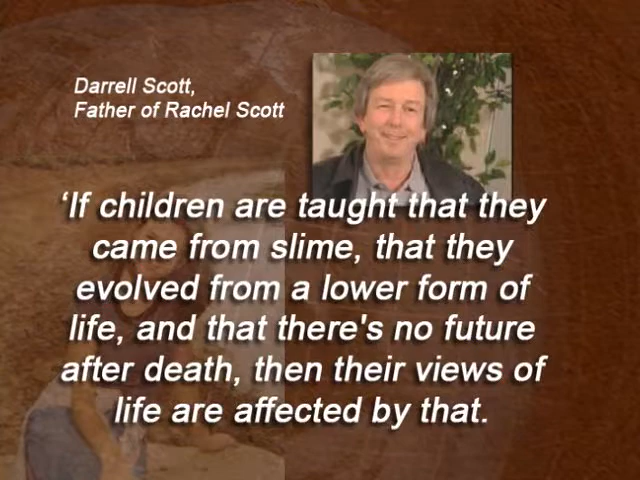 Darrell Scott,
Father of Rachel Scott
‘If children are taught that they
came from slime, that they
evolved from a lower form of
life, and that there's no future
after death, then their views of
life are affected by that.